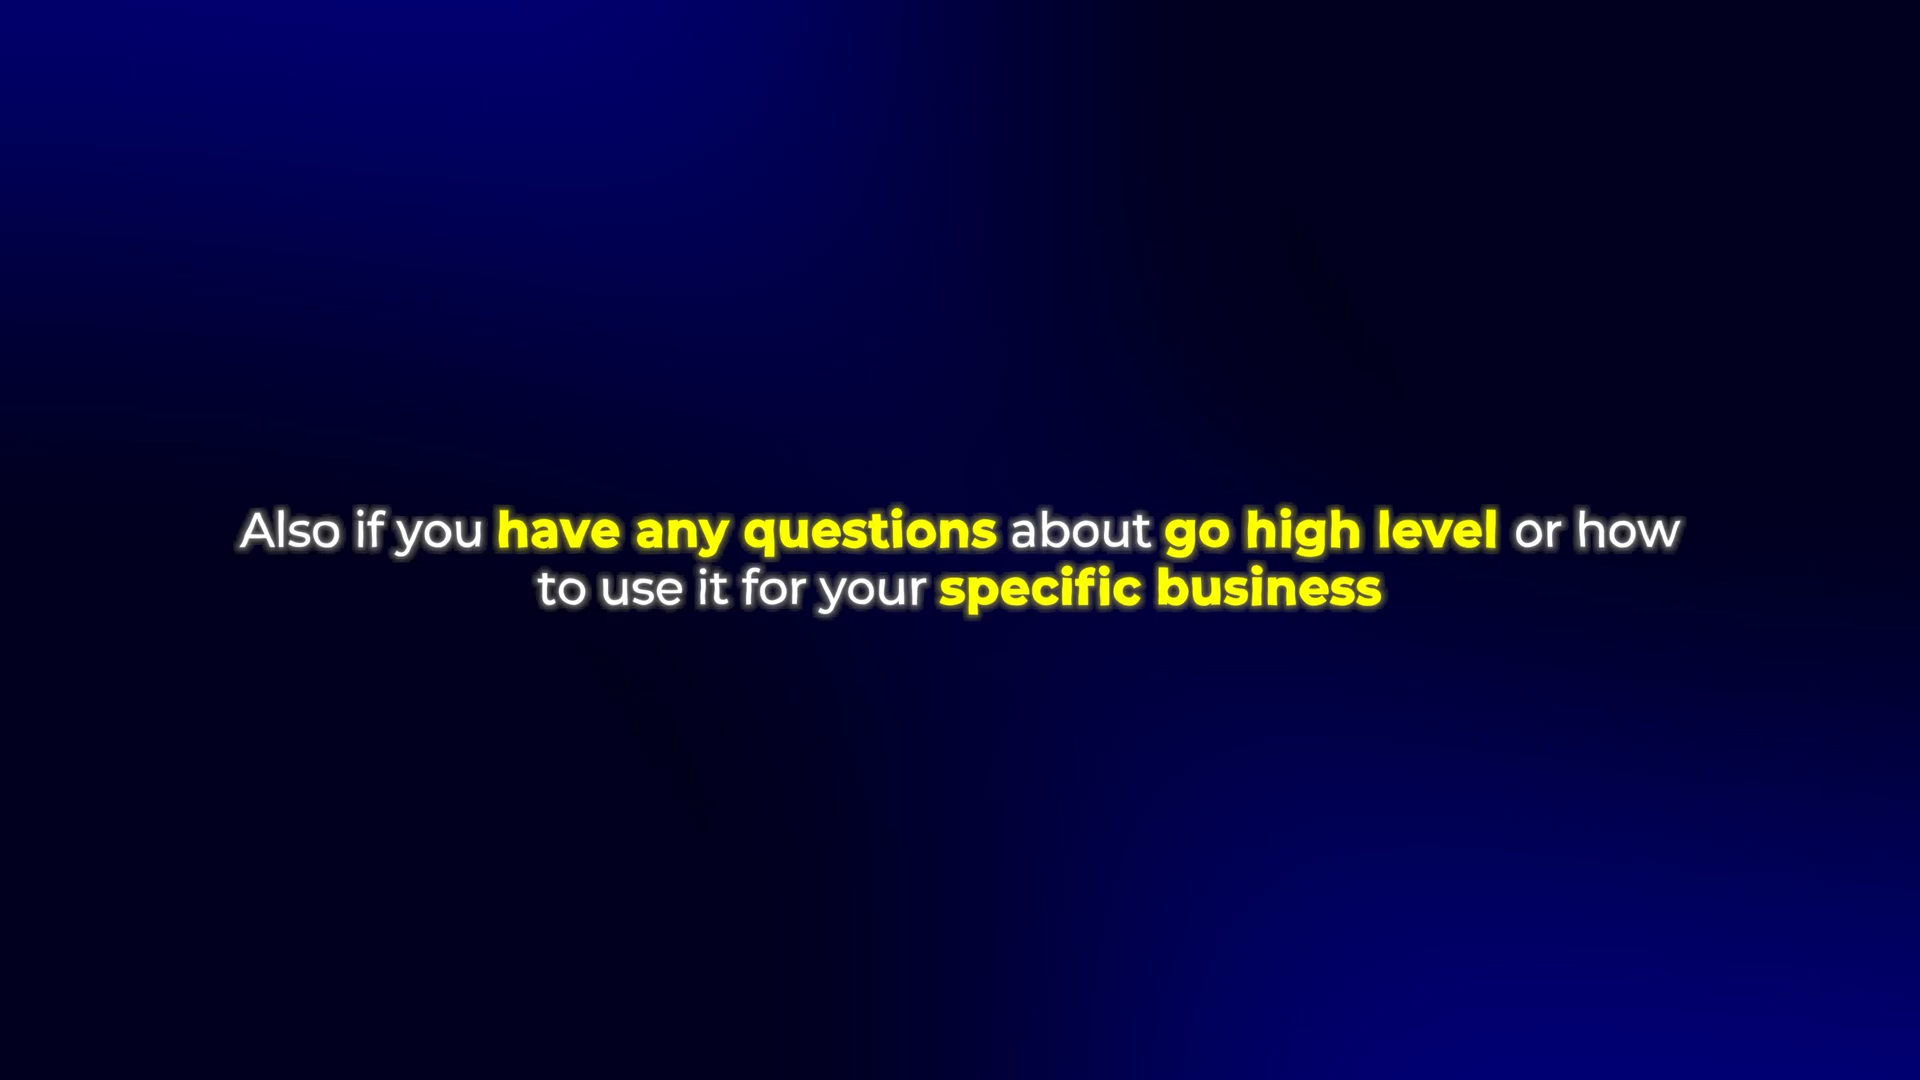 Also if you have any questions about go high level or how
to use it for your specific business